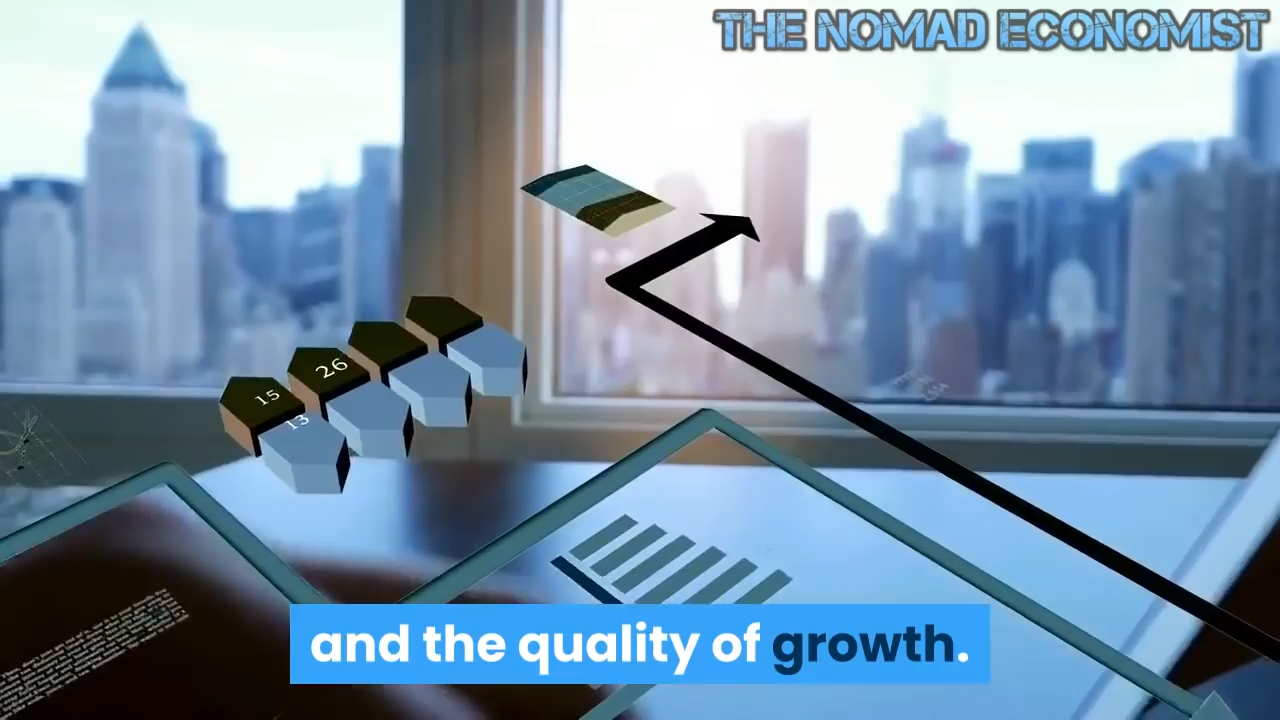 THE NOMAD ECONOMIST
26
15
13
and the quality of growth.